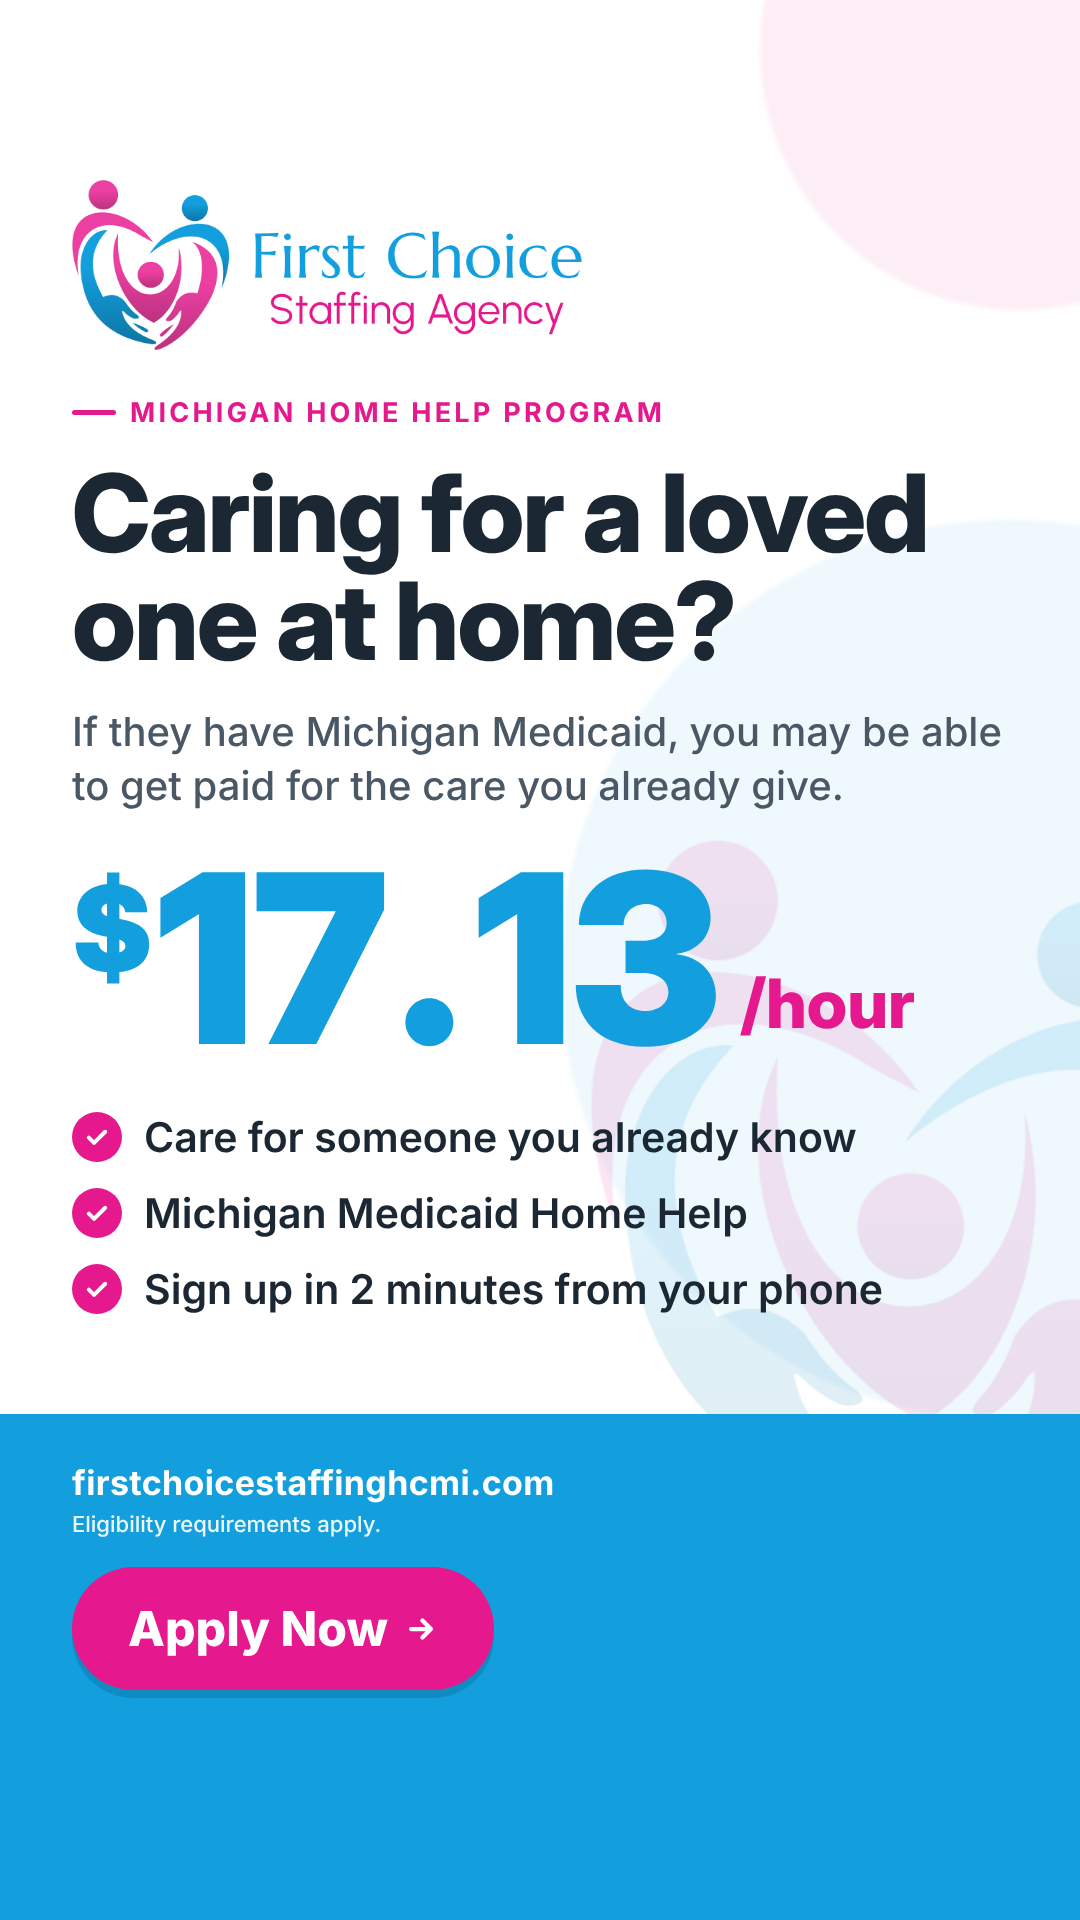 First Choice
Staffing Agency
MICHIGAN HOME HELP PROGRAM
Caring for a loved
one at home?
If they have Michigan Medicaid, you may be able
to get paid for the care you already give.
$17.13 /hour
Care for someone you already know
Michigan Medicaid Home Help
Sign up in 2 minutes from your phone
firstchoicestaffinghcmi.com
Eligibility requirements apply.
Apply Now →